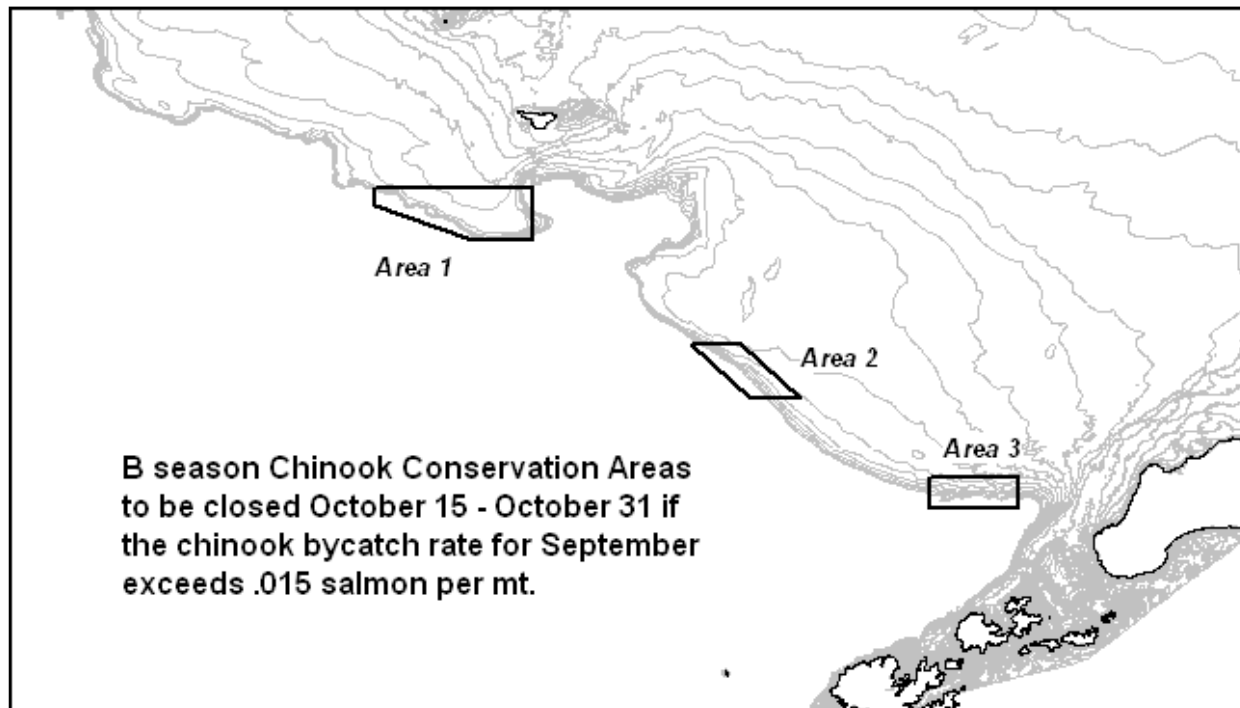 Area 1
Area 2
Area 3
B season Chinook Conservation Areas
to be closed October 15 - October 31 if
the chinook bycatch rate for September
exceeds .015 salmon per mt.